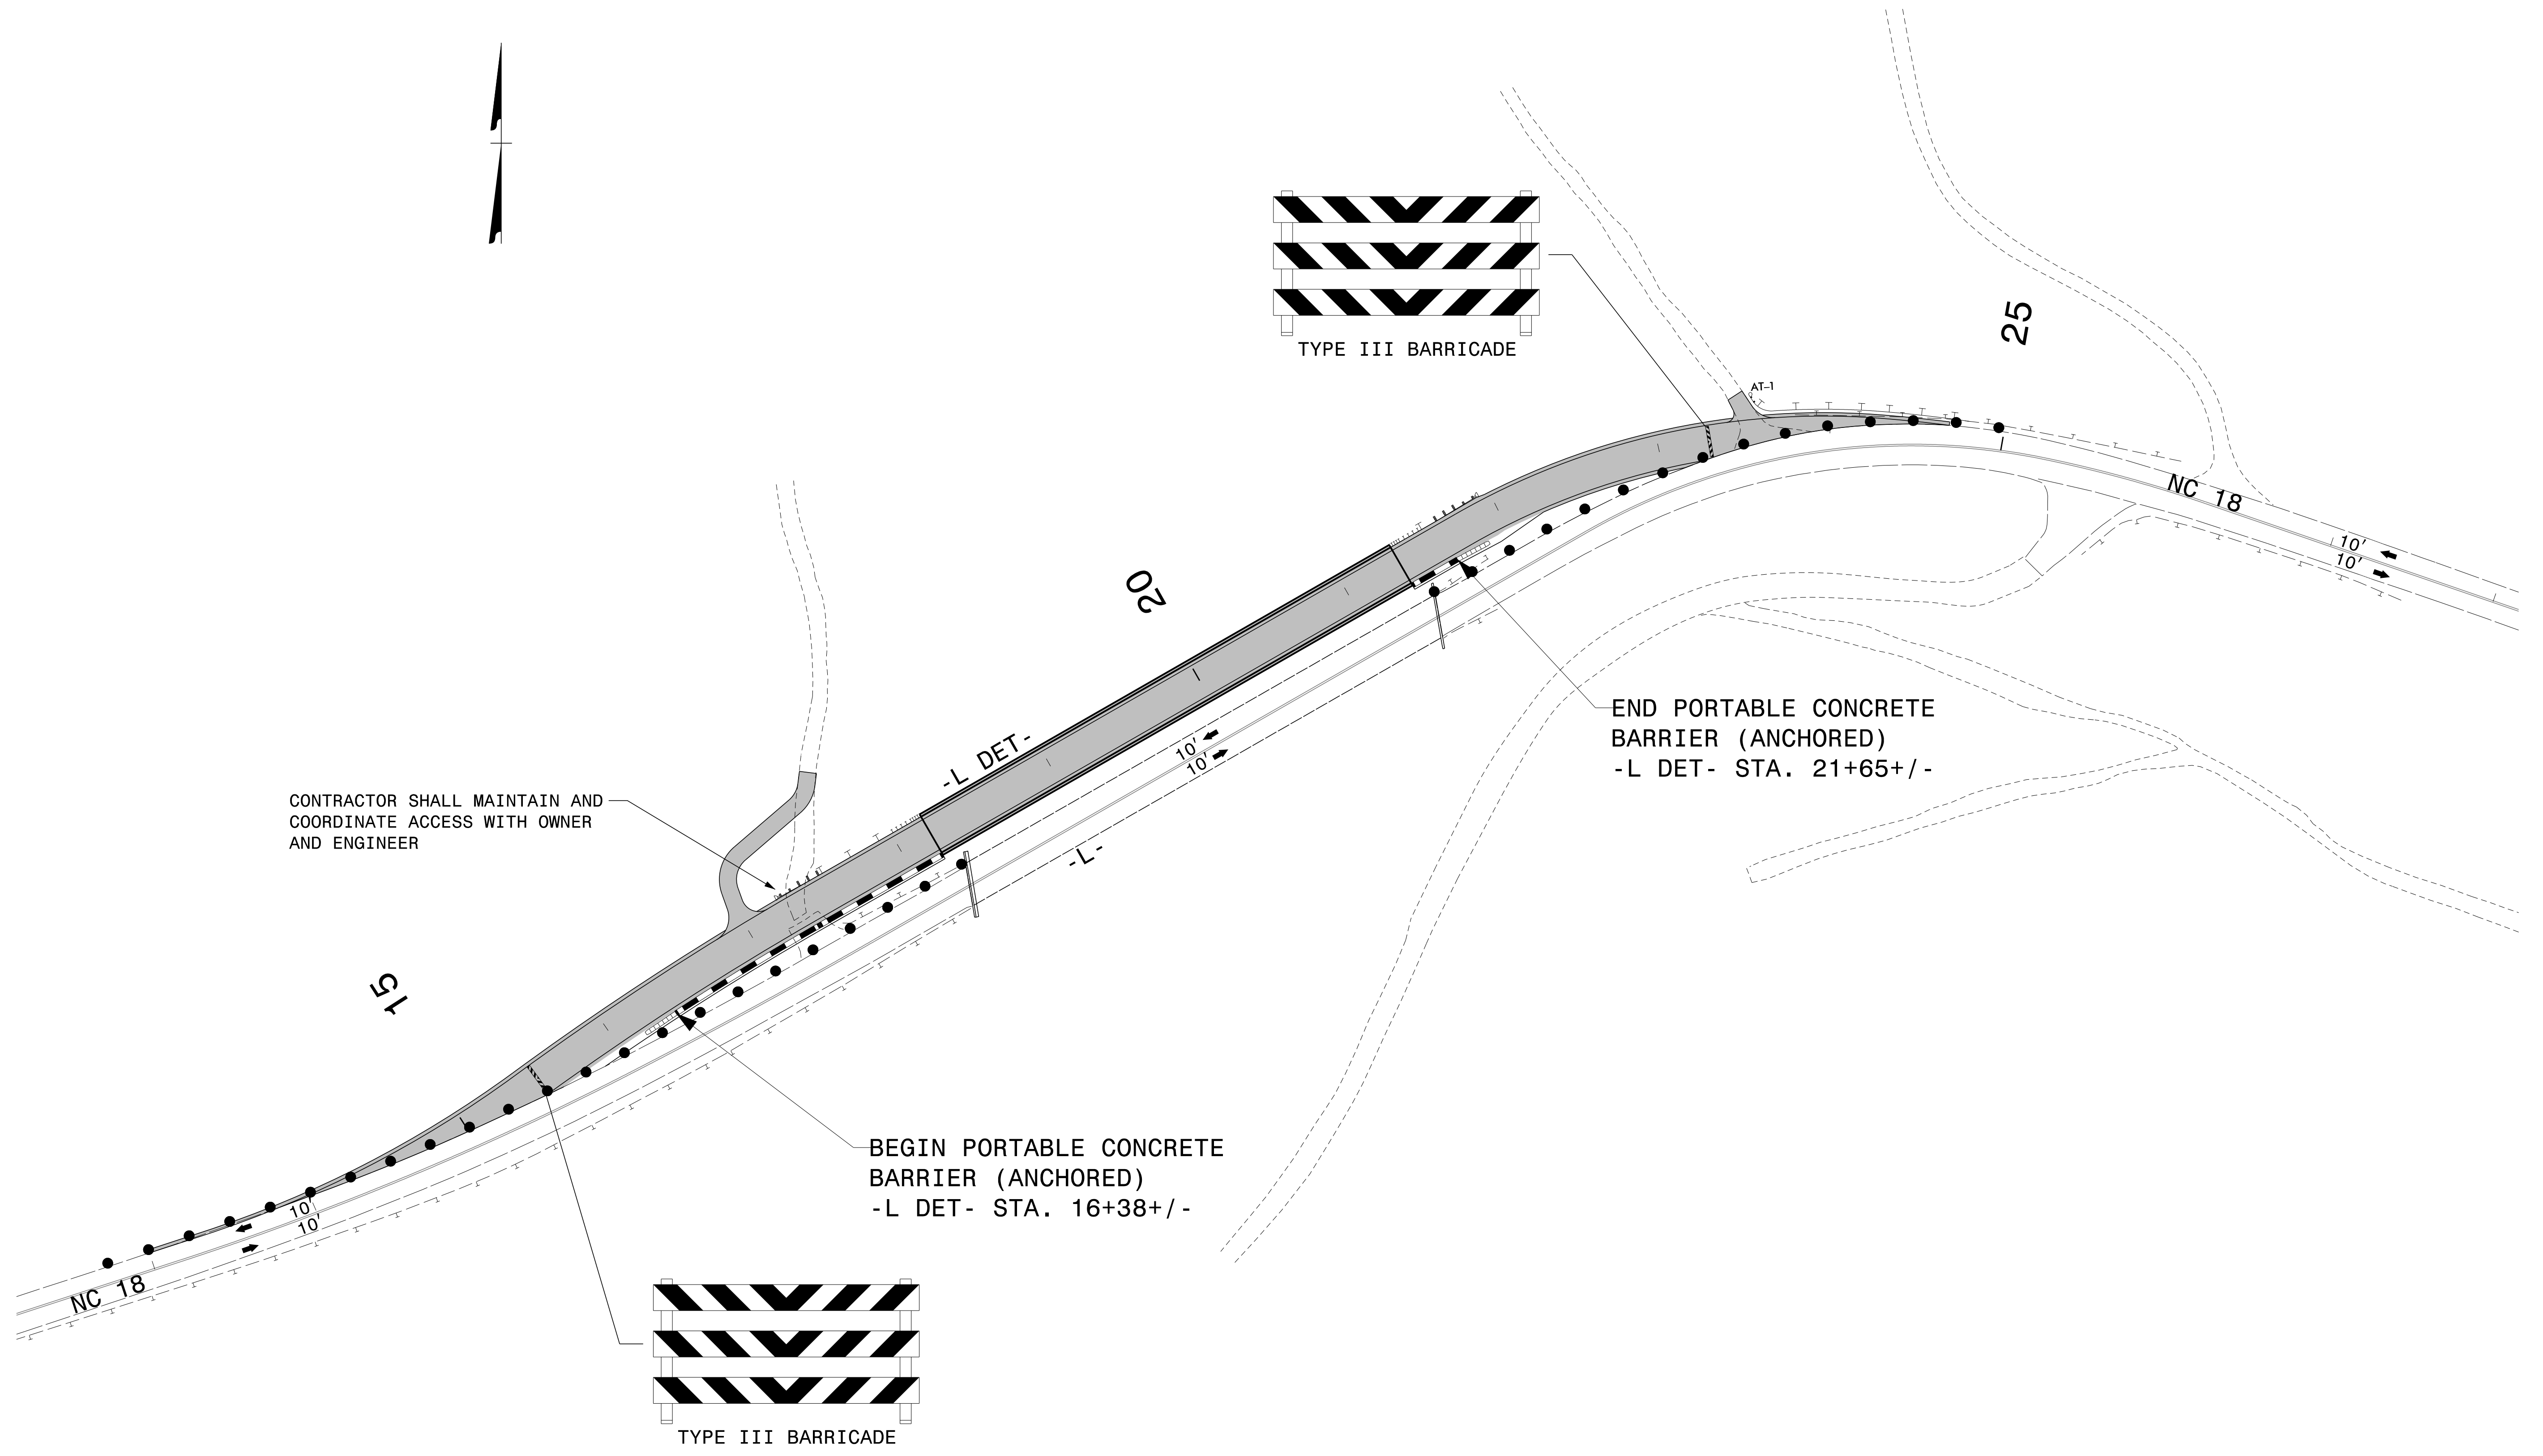 TYPE III BARRICADE
25
AT-1
NC 18
10'
10'
20
END PORTABLE CONCRETE
BARRIER (ANCHORED)
-L DET- STA. 21+65+/-
-L DET-
10'
10'
CONTRACTOR SHALL MAINTAIN AND
COORDINATE ACCESS WITH OWNER
AND ENGINEER
-L-
15
BEGIN PORTABLE CONCRETE
BARRIER (ANCHORED)
-L DET- STA. 16+38+/-
10'
10'
NC 18
TYPE III BARRICADE